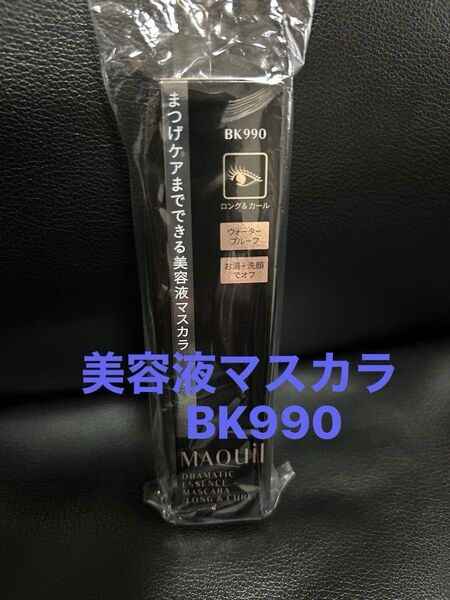 まつげケアまでできる美容液マスカラ
BK990
ロング&カール
ウォーター
プルーフ
お湯+洗顔
でオフ
美容液マスカラ
BK990
MAQuil
DRAMATIC
ESSENCE
MASCARA
LONG & CURL